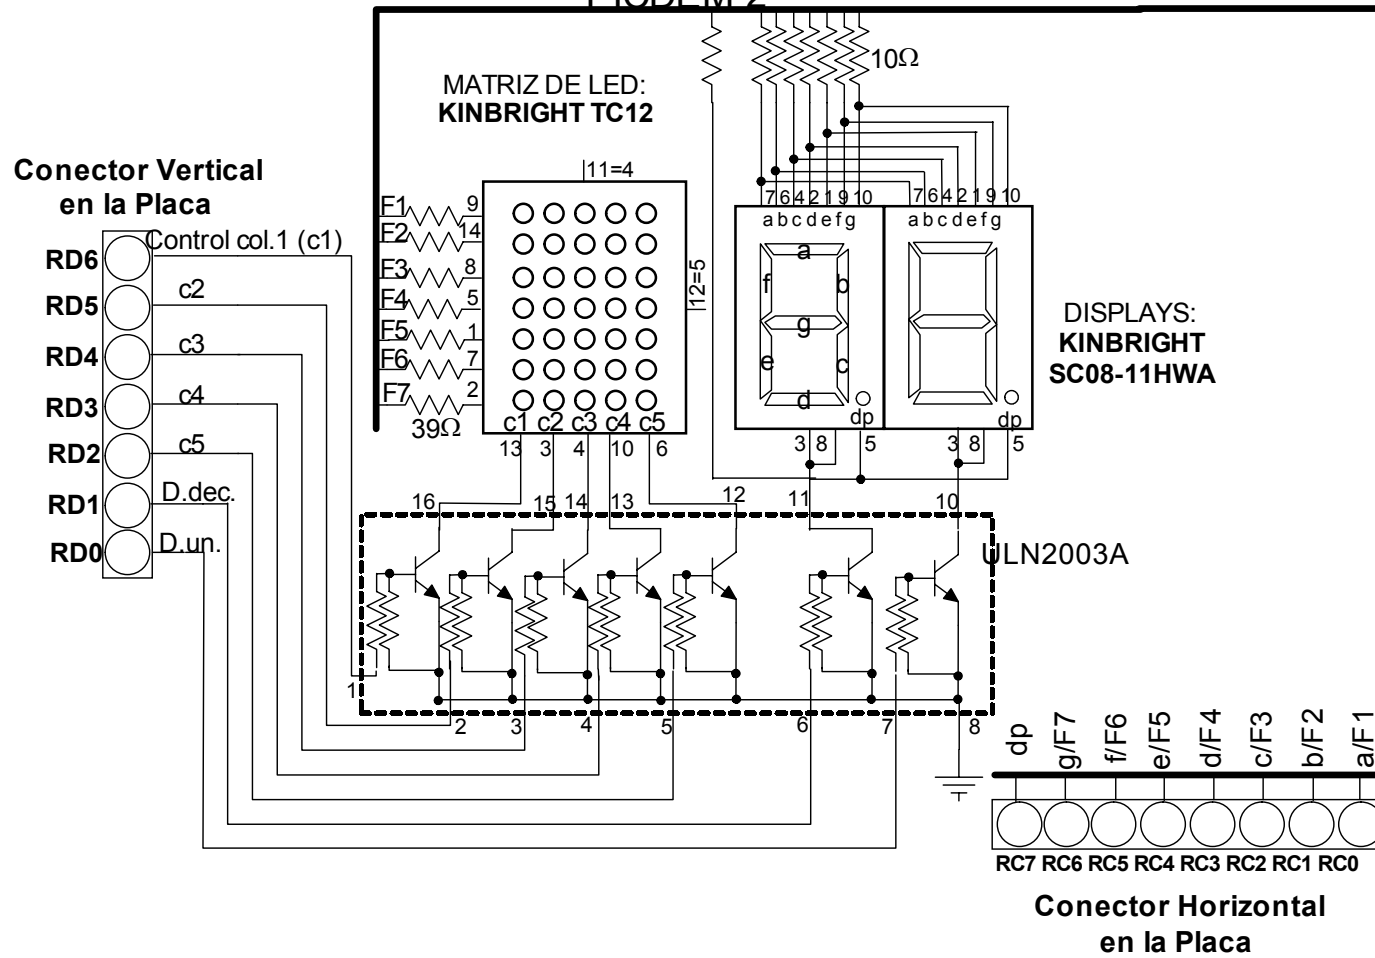 10Ω
MATRIZ DE LED:
KINBRIGHT TC12
Conector Vertical
en la Placa
11=4
F1 9
F2 14
F3 8
F4 5
F5 1
F6 7
F7 2
39Ω
12=5
c1 c2 c3 c4 c5
13 3 4 10 6
7 6 4 2 1 9 10
7 6 4 2 1 9 10
a b c d e f g
a b c d e f g
a
f b
g
e c
d
dp
dp
3 8 5
3 8 5
DISPLAYS:
KINBRIGHT
SC08-11HWA
RD6 Control col.1 (c1)
RD5 c2
RD4 c3
RD3 c4
RD2 c5
RD1 D.dec.
RD0 D.un.
16 15 14 13 12 11 10
ULN2003A
1 2 3 4 5 6 7 8
dp g/F7 f/F6 e/F5 d/F4 c/F3 b/F2 a/F1
RC7 RC6 RC5 RC4 RC3 RC2 RC1 RC0
Conector Horizontal
en la Placa